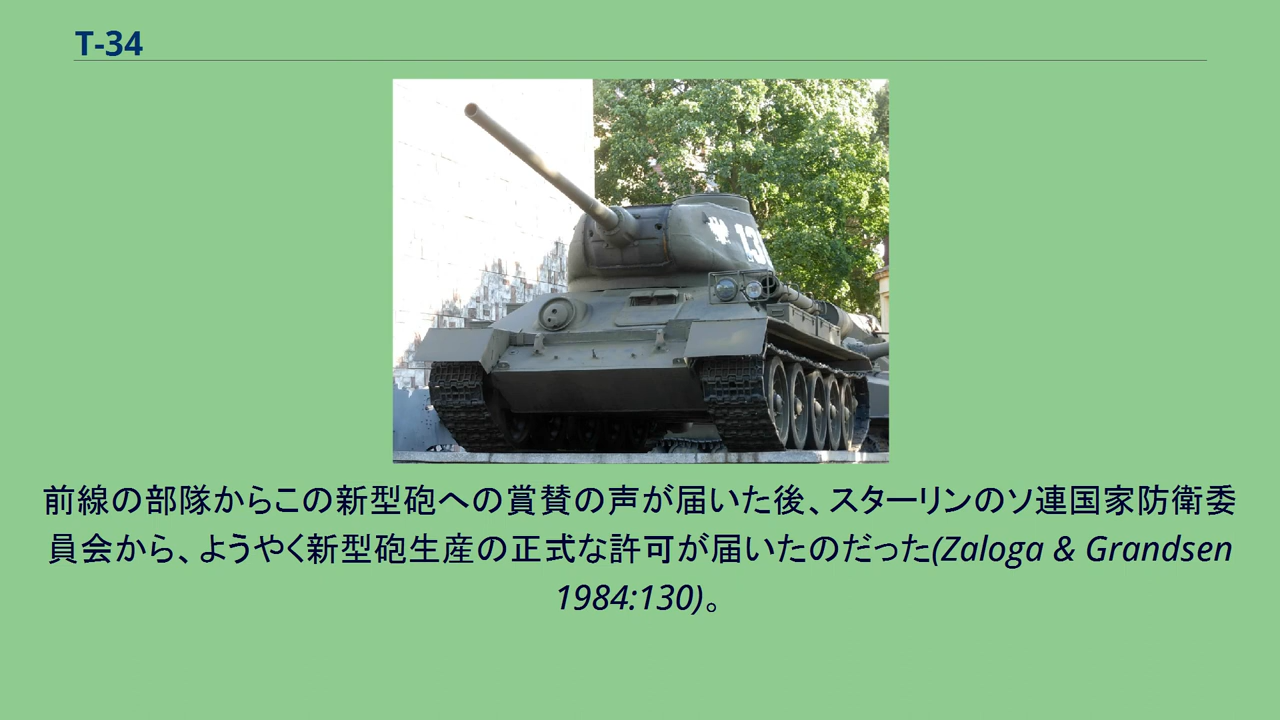 T-34
13
前線の部隊からこの新型砲への賞賛の声が届いた後、スターリンのソ連国家防衛委
員会から、ようやく新型砲生産の正式な許可が届いたのだった(Zaloga & Grandsen
1984:130)。